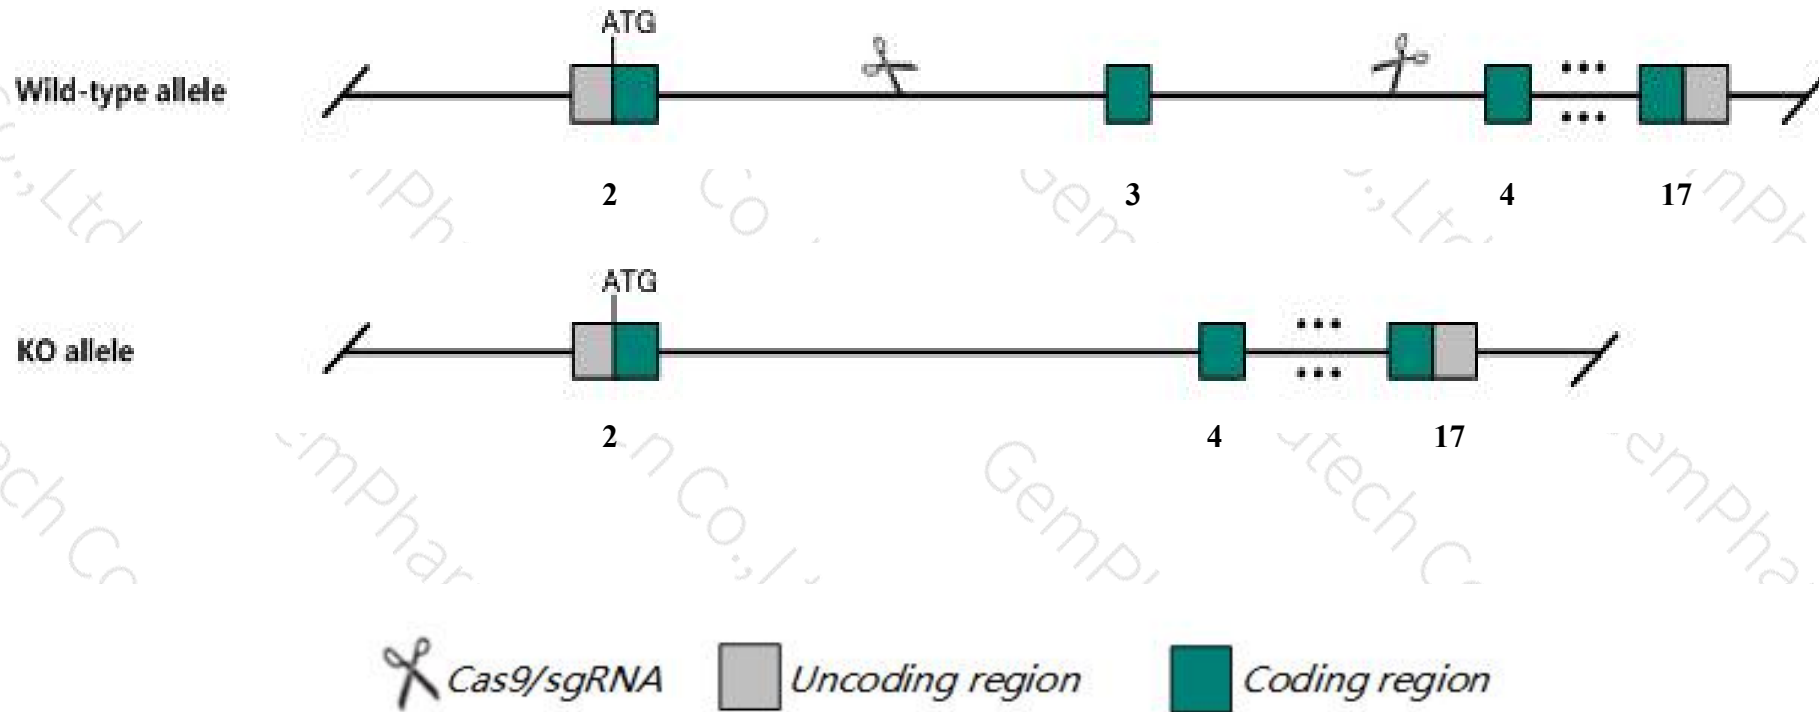 ATG
Wild-type allele
2 3 4 17
ATG
KO allele
2 4 17
Cas9/sgRNA Uncoding region Coding region